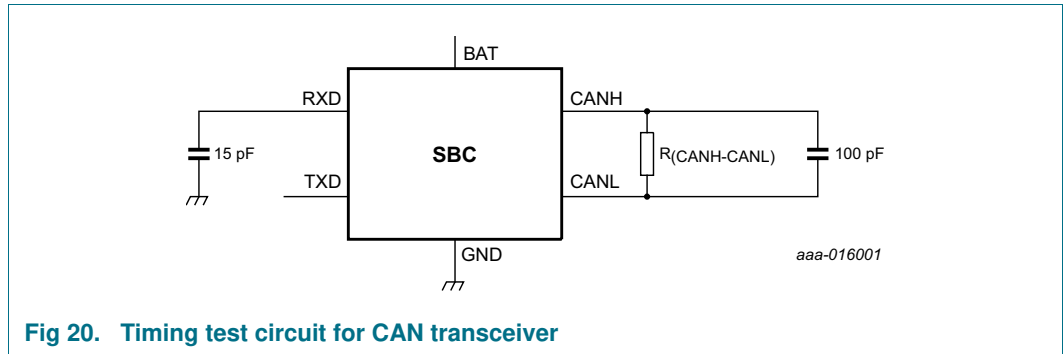 BAT
RXD
CANH
15 pF
SBC
R(CANH-CANL)
100 pF
TXD
CANL
GND
aaa-016001
Fig 20. Timing test circuit for CAN transceiver